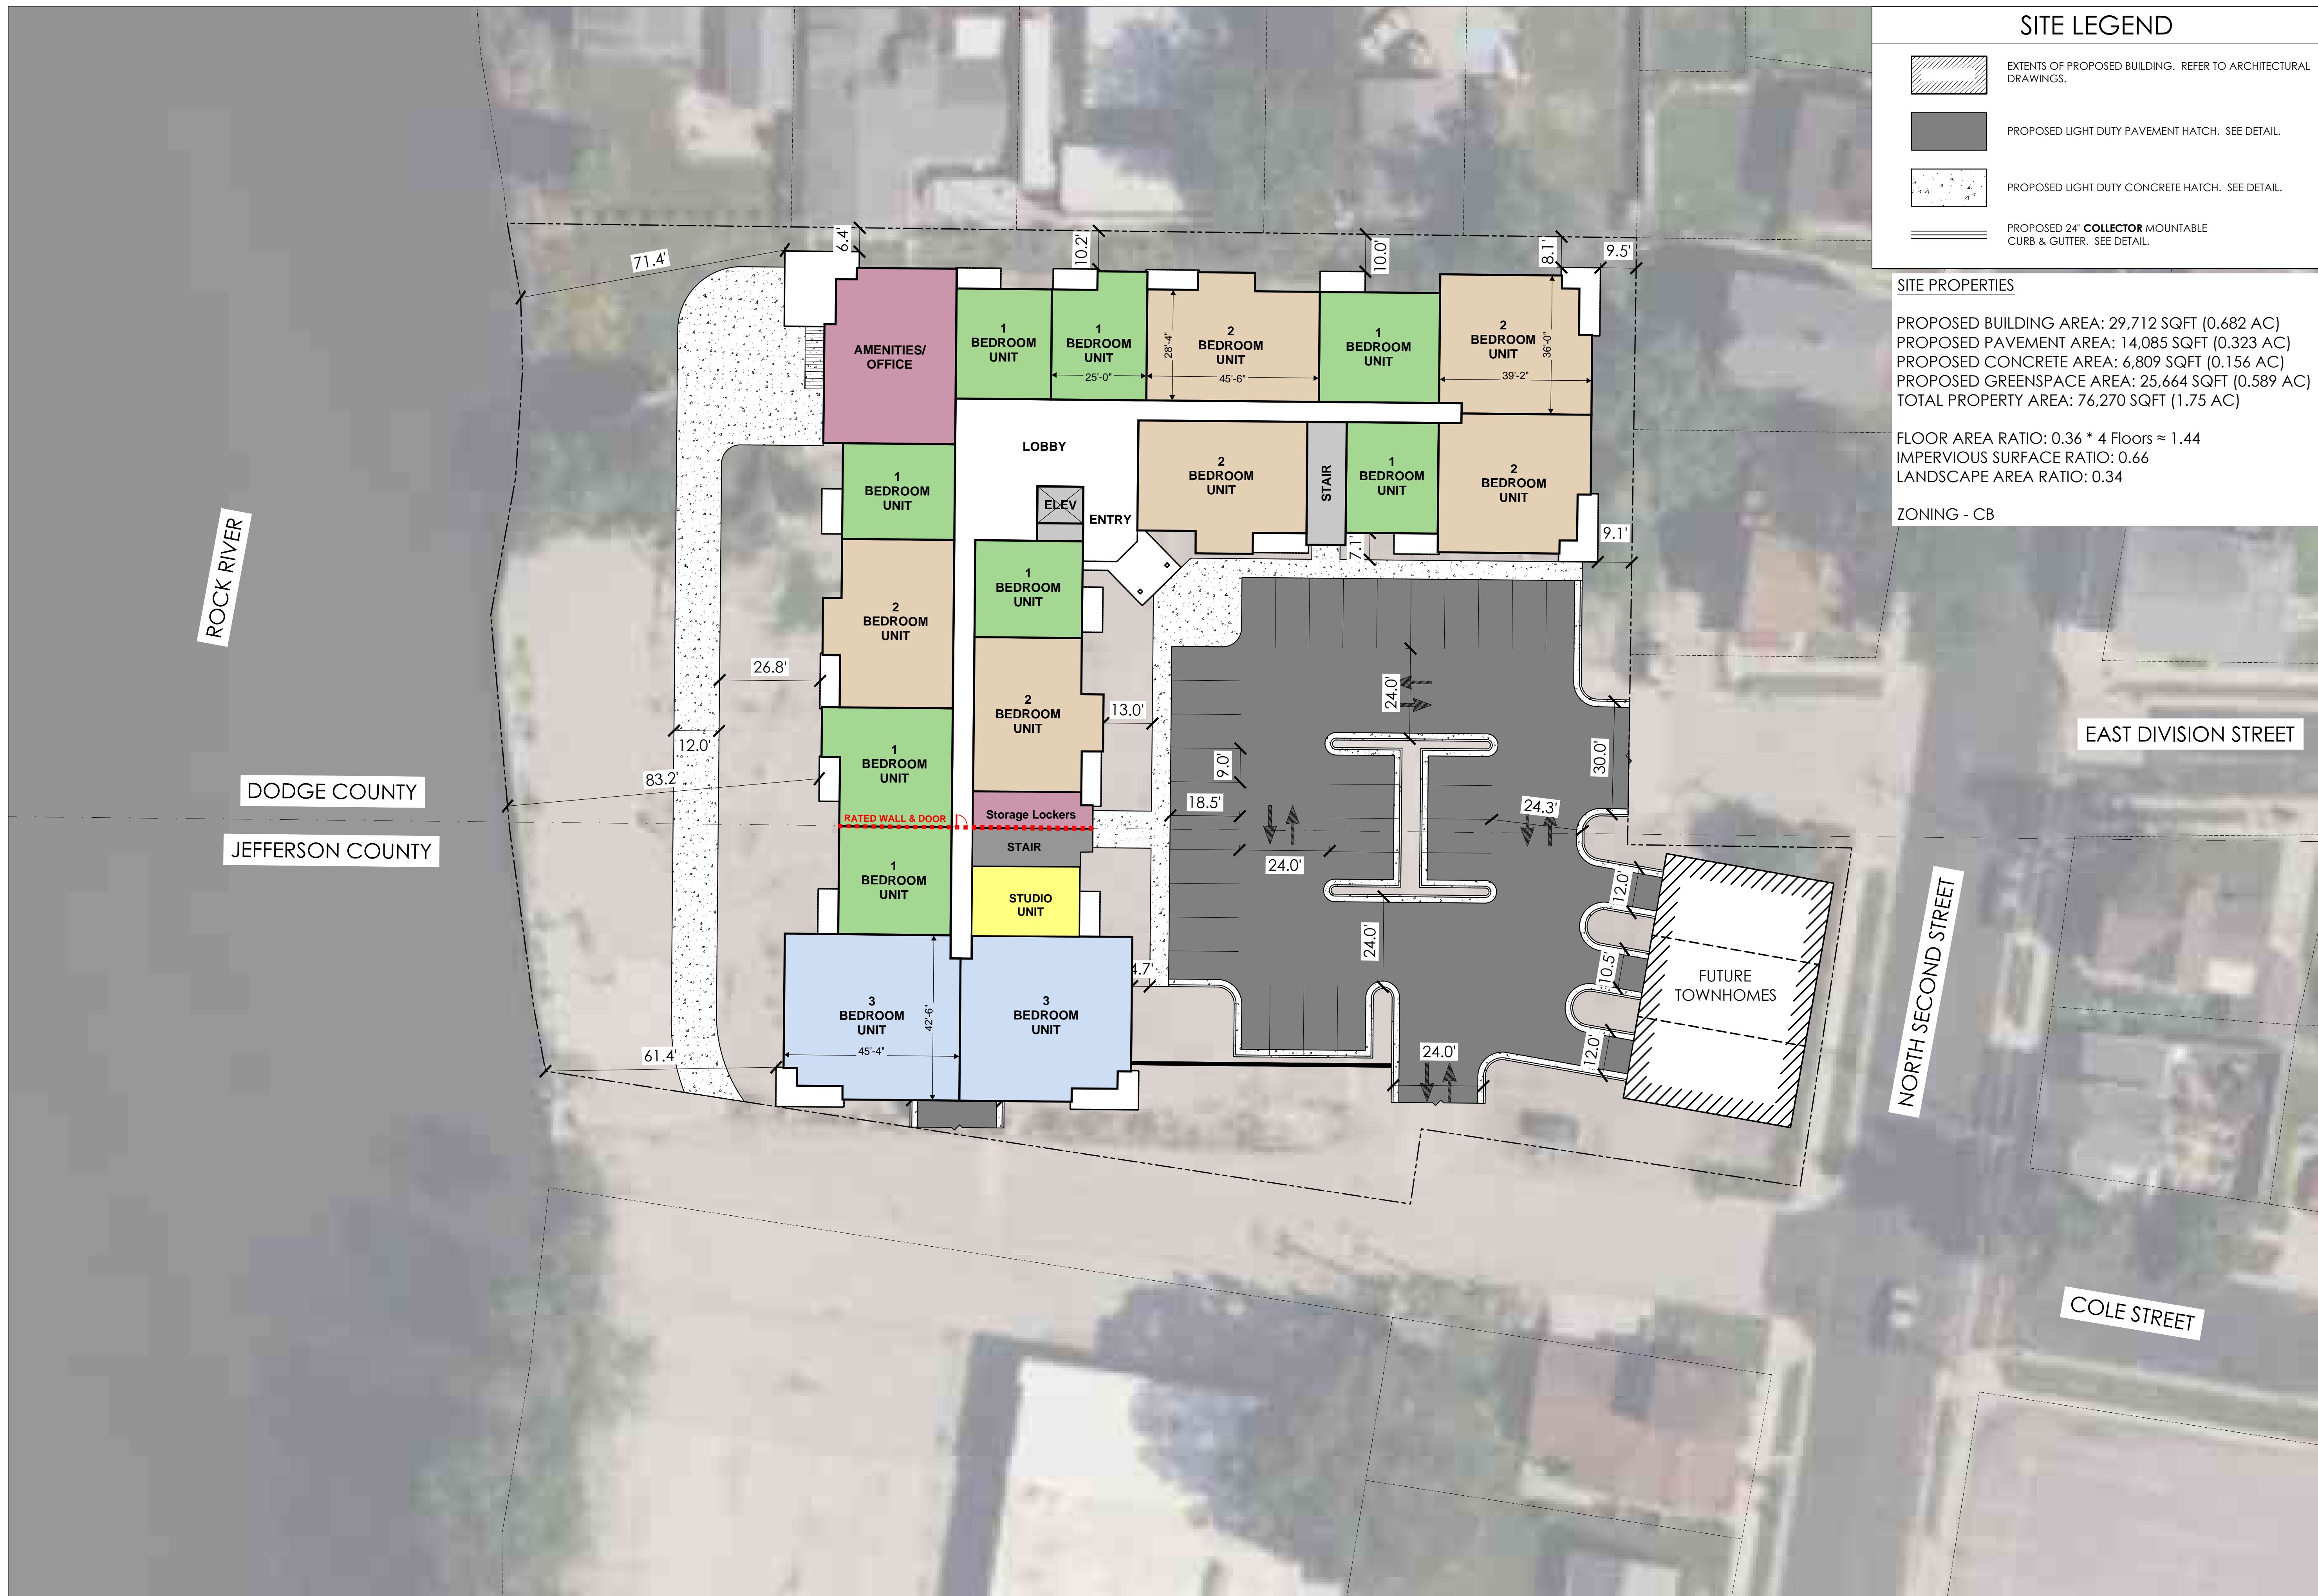 SITE LEGEND
EXTENTS OF PROPOSED BUILDING. REFER TO ARCHITECTURAL
DRAWINGS.
PROPOSED LIGHT DUTY PAVEMENT HATCH. SEE DETAIL.
PROPOSED LIGHT DUTY CONCRETE HATCH. SEE DETAIL.
PROPOSED 24" COLLECTOR MOUNTABLE
CURB & GUTTER. SEE DETAIL.
SITE PROPERTIES
PROPOSED BUILDING AREA: 29,712 SQFT (0.682 AC)
PROPOSED PAVEMENT AREA: 14,085 SQFT (0.323 AC)
PROPOSED CONCRETE AREA: 6,809 SQFT (0.156 AC)
PROPOSED GREENSPACE AREA: 25,664 SQFT (0.589 AC)
TOTAL PROPERTY AREA: 76,270 SQFT (1.75 AC)
FLOOR AREA RATIO: 0.36 * 4 Floors ≈ 1.44
IMPERVIOUS SURFACE RATIO: 0.66
LANDSCAPE AREA RATIO: 0.34
ZONING - CB
71.4'
6.4'
10.2'
10.0'
8.1'
9.5'
AMENITIES/
OFFICE
1
BEDROOM
UNIT
1
BEDROOM
UNIT
25'-0"
28'-4"
2
BEDROOM
UNIT
45'-6"
1
BEDROOM
UNIT
2
BEDROOM
UNIT
36'-0"
39'-2"
LOBBY
ELEV
ENTRY
2
BEDROOM
UNIT
STAIR
1
BEDROOM
UNIT
2
BEDROOM
UNIT
9.1'
7.1'
1
BEDROOM
UNIT
1
BEDROOM
UNIT
2
BEDROOM
UNIT
2
BEDROOM
UNIT
ROCK RIVER
26.8'
13.0'
12.0'
83.2'
1
BEDROOM
UNIT
RATED WALL & DOOR
Storage Lockers
STAIR
1
BEDROOM
UNIT
STUDIO
UNIT
DODGE COUNTY
JEFFERSON COUNTY
24.0'
9.0'
18.5'
24.0'
24.3'
30.0'
EAST DIVISION STREET
12.0'
10.5'
12.0'
24.0'
24.0'
FUTURE
TOWNHOMES
NORTH SECOND STREET
3
BEDROOM
UNIT
42'-6"
45'-4"
3
BEDROOM
UNIT
4.7'
61.4'
COLE STREET